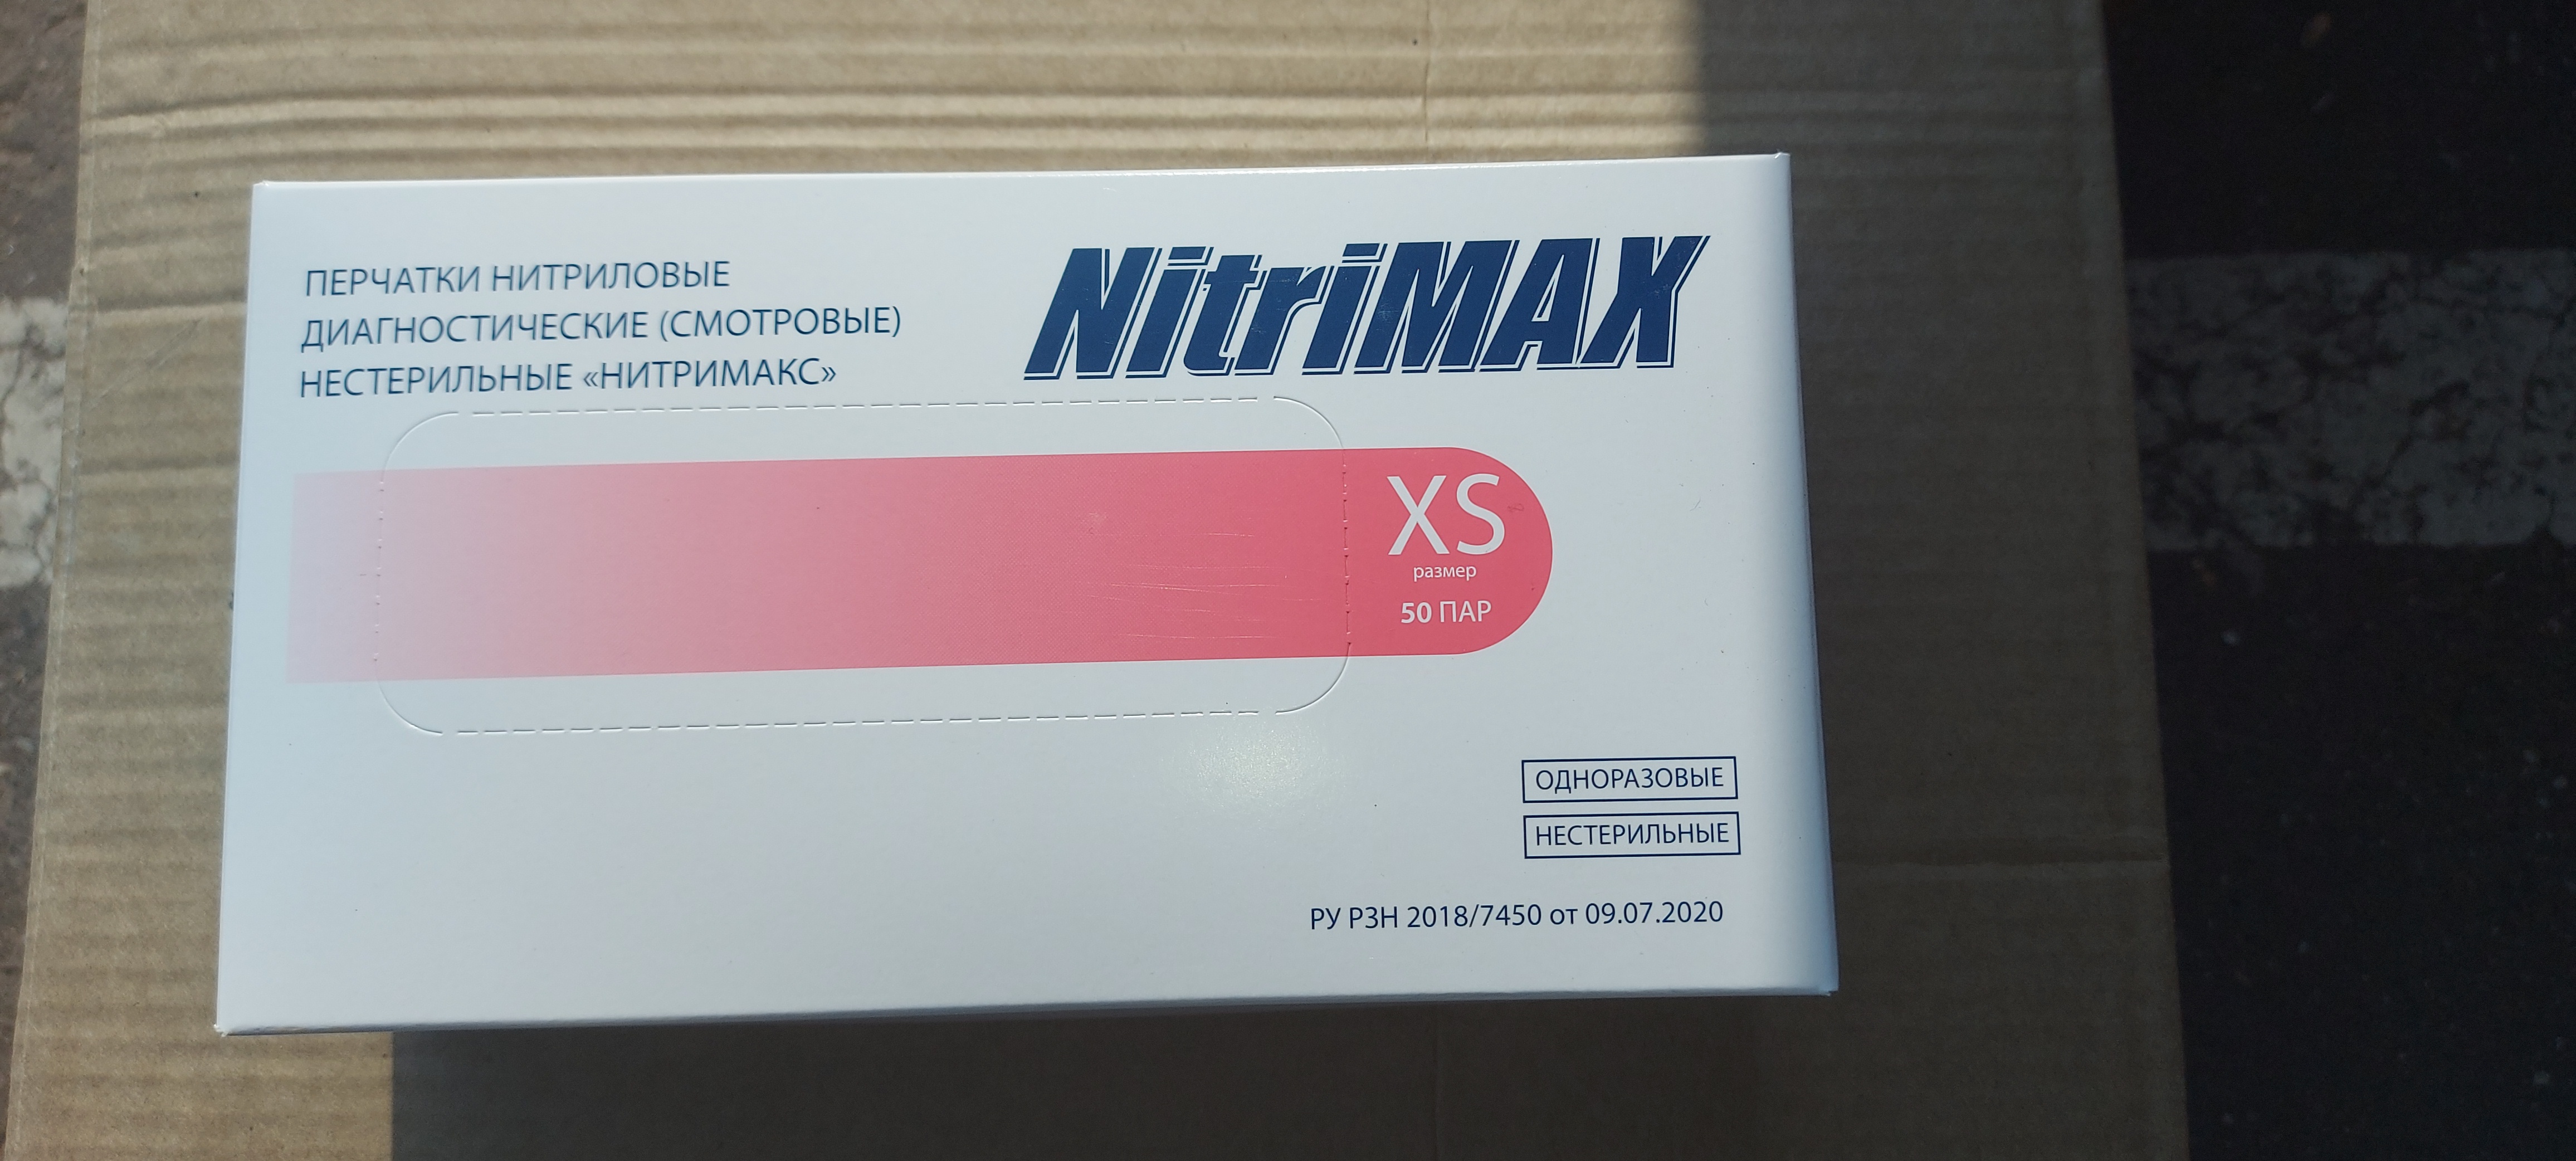 ПЕРЧАТКИ НИТРИЛОВЫЕ
ДИАГНОСТИЧЕСКИЕ (СМОТРОВЫЕ)
НЕСТЕРИЛЬНЫЕ «НИТРИМАКС»
NitriMAX
XS
размер
50 ПАР
ОДНОРАЗОВЫЕ
НЕСТЕРИЛЬНЫЕ
РУ РЗН 2018/7450 от 09.07.2020